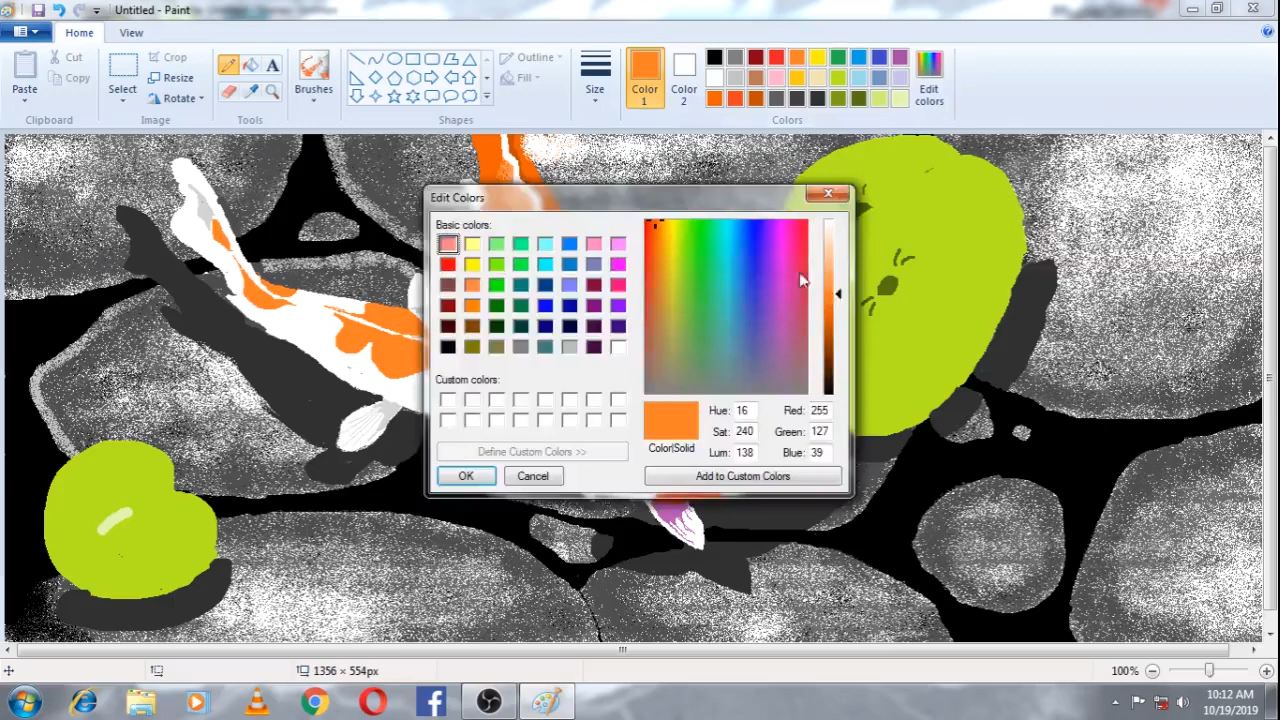 Untitled - Paint
Home
View
Paste
Cut
Copy
Clipboard
Select
Crop
Resize
Rotate
Image
A
Tools
Brushes
Outline
Fill
Shapes
Size
Color 1
Color 2
Edit colors
Colors
Edit Colors
Basic colors:
Custom colors:
Define Custom Colors >>
OK
Cancel
Color|Solid
Hue: 16
Sat: 240
Lum: 138
Red: 255
Green: 127
Blue: 39
Add to Custom Colors
1356 × 554px
100%
10:12 AM
10/19/2019